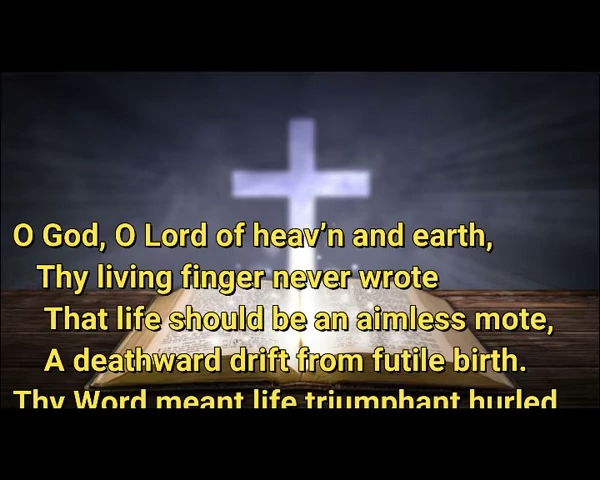 O God, O Lord of heav’n and earth,
Thy living finger never wrote
That life should be an aimless mote,
A deathward drift from futile birth.
Thy Word meant life triumphant hurled